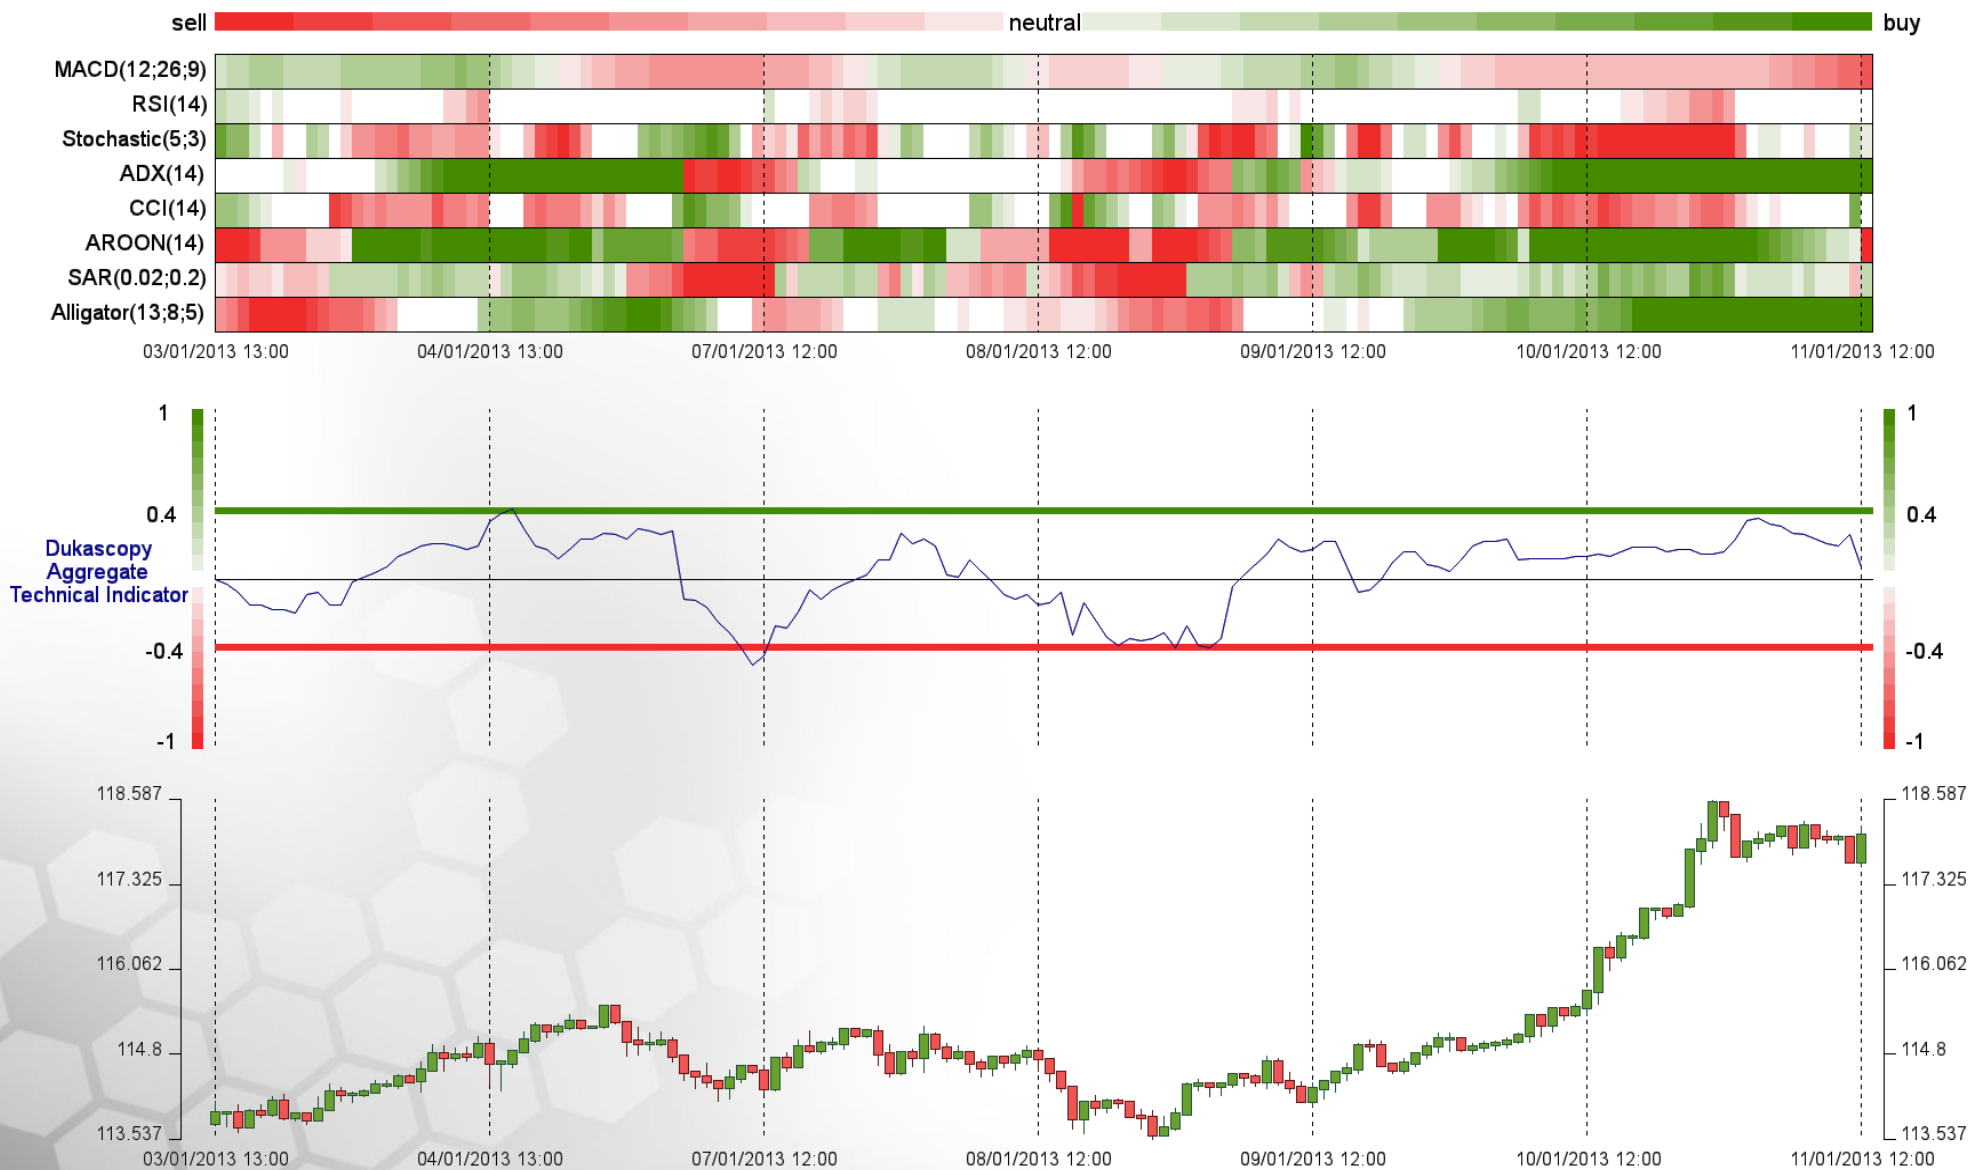 sell neutral buy
MACD(12;26;9)
RSI(14)
Stochastic(5;3)
ADX(14)
CCI(14)
AROON(14)
SAR(0.02;0.2)
Alligator(13;8;5)
03/01/2013 13:00 04/01/2013 13:00 07/01/2013 12:00 08/01/2013 12:00 09/01/2013 12:00 10/01/2013 12:00 11/01/2013 12:00
1 1
0.4 0.4
Dukascopy
Aggregate
Technical Indicator
-0.4 -0.4
-1 -1
118.587 118.587
117.325 117.325
116.062 116.062
114.8 114.8
113.537 113.537
03/01/2013 13:00 04/01/2013 13:00 07/01/2013 12:00 08/01/2013 12:00 09/01/2013 12:00 10/01/2013 12:00 11/01/2013 12:00